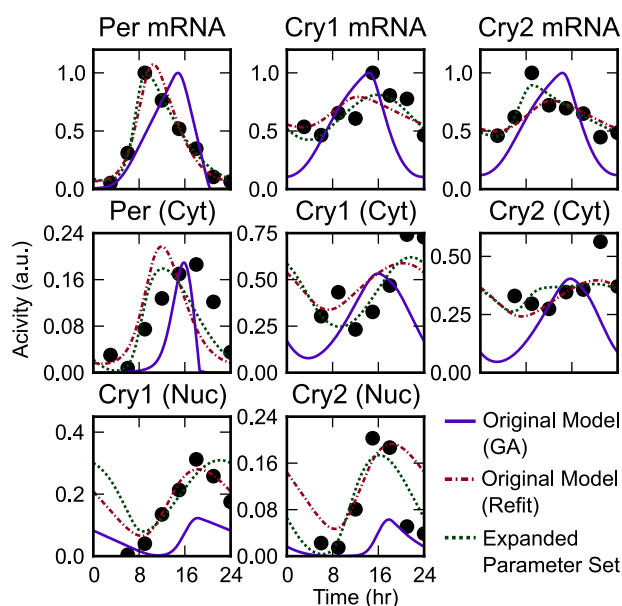 Per mRNA Cry1 mRNA Cry2 mRNA
1.0 1.0 1.0
0.5 0.5 0.5
0.0 0.0 0.0
Per (Cyt) Cry1 (Cyt) Cry2 (Cyt)
0.24 0.75
0.50
0.16 0.50
0.25
0.08 0.25
0.00 0.00 0.00
Acivity (a.u.)
Cry1 (Nuc) Cry2 (Nuc)
0.4 0.24
0.2 0.12
0.0 0.00
0 8 16 24 0 8 16 24
Time (hr)
Original Model
(GA)
Original Model
(Refit)
Expanded
Parameter Set